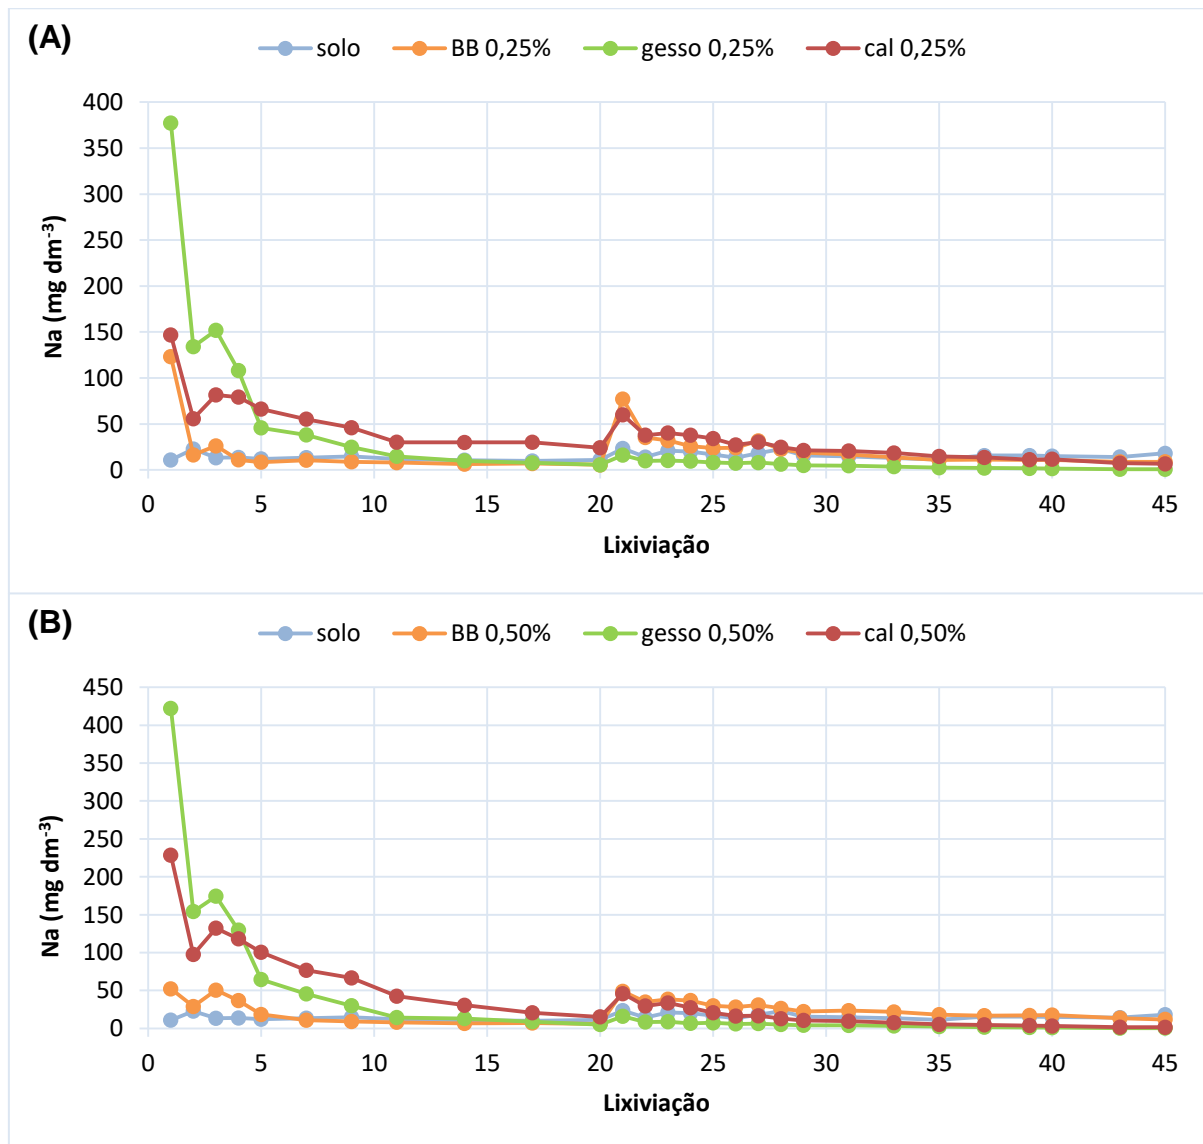 (A)
solo BB 0,25% gesso 0,25% cal 0,25%
400
350
300
250
200
150
100
50
0
Na (mg dm⁻³)
0 5 10 15 20 25 30 35 40 45
Lixiviação
(B)
solo BB 0,50% gesso 0,50% cal 0,50%
450
400
350
300
250
200
150
100
50
0
Na (mg dm⁻³)
0 5 10 15 20 25 30 35 40 45
Lixiviação